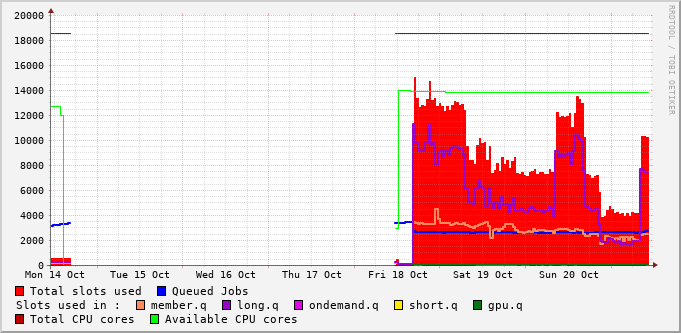 20000
18000
16000
14000
12000
10000
8000
6000
4000
2000
0
Mon 14 Oct Tue 15 Oct Wed 16 Oct Thu 17 Oct Fri 18 Oct Sat 19 Oct Sun 20 Oct
Total slots used Queued Jobs
Slots used in : member.q long.q ondemand.q short.q gpu.q
Total CPU cores Available CPU cores
RRDTOOL / TOBI OETIKER